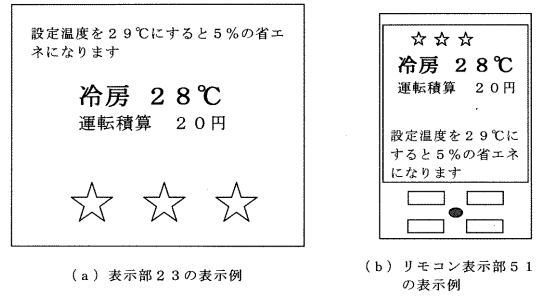 設定温度を29℃にすると5%の省エ
ネになります
冷房 28℃
運転積算 20円
(a) 表示部23の表示例
冷房 28℃
運転積算 20円
設定温度を29℃に
すると5%の省エネ
になります
(b) リモコン表示部51
の表示例